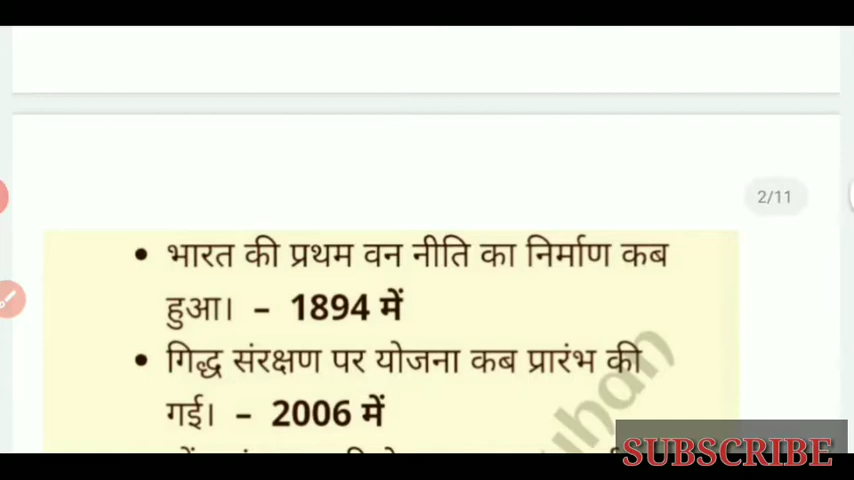 2/11
• भारत की प्रथम वन नीति का निर्माण कब
हुआ। – 1894 में
• गिद्ध संरक्षण पर योजना कब प्रारंभ की
गई। – 2006 में
SUBSCRIBE